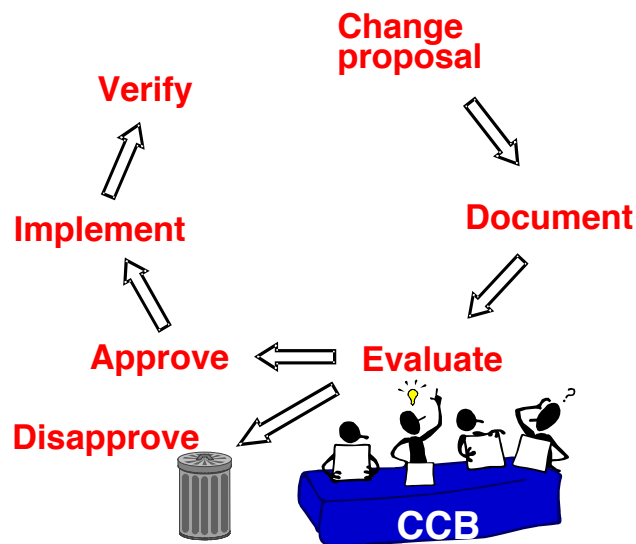 Change
proposal
Verify
Document
Implement
Approve
Evaluate
Disapprove
?
CCB